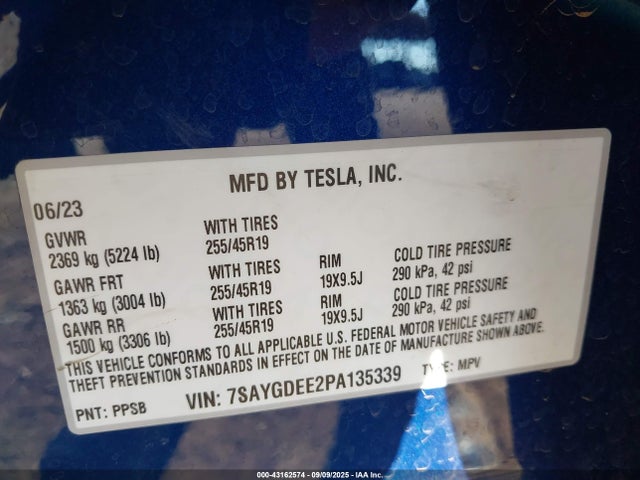 MFD BY TESLA, INC.
06/23
GVWR WITH TIRES
2369 kg (5224 lb) 255/45R19
GAWR FRT WITH TIRES RIM COLD TIRE PRESSURE
1363 kg (3004 lb) 255/45R19 19X9.5J 290 kPa, 42 psi
GAWR RR WITH TIRES RIM COLD TIRE PRESSURE
1500 kg (3306 lb) 255/45R19 19X9.5J 290 kPa, 42 psi
THIS VEHICLE CONFORMS TO ALL APPLICABLE U.S. FEDERAL MOTOR VEHICLE SAFETY AND
THEFT PREVENTION STANDARDS IN EFFECT ON THE DATE OF MANUFACTURE SHOWN ABOVE.
PNT: PPSB VIN: 7SAYGDEE2PA135339 TYPE: MPV
000-43162574 - 09/09/2025 - IAA Inc.